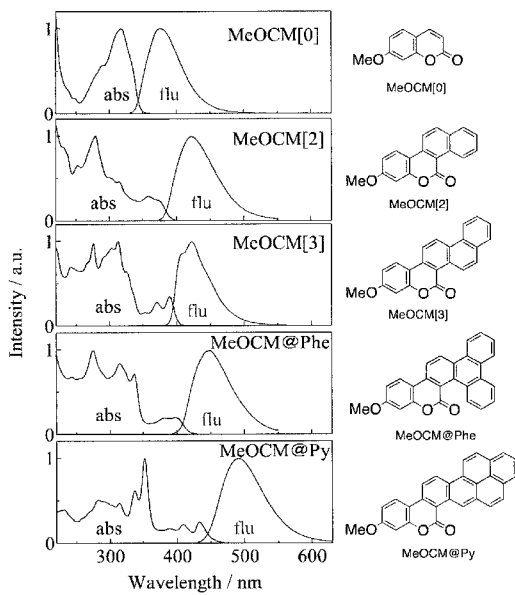 1
MeOCM[0]
abs
flu
0
MeO
O
O
MeOCM[0]
1
MeOCM[2]
abs
flu
0
MeO
O
O
MeOCM[2]
1
MeOCM[3]
abs
flu
0
MeO
O
O
MeOCM[3]
1
MeOCM@Phe
abs
flu
0
MeO
O
O
MeOCM@Phe
1
MeOCM@Py
abs
flu
0
MeO
O
O
MeOCM@Py
300 400 500 600
Wavelength / nm
Intensity / a.u.